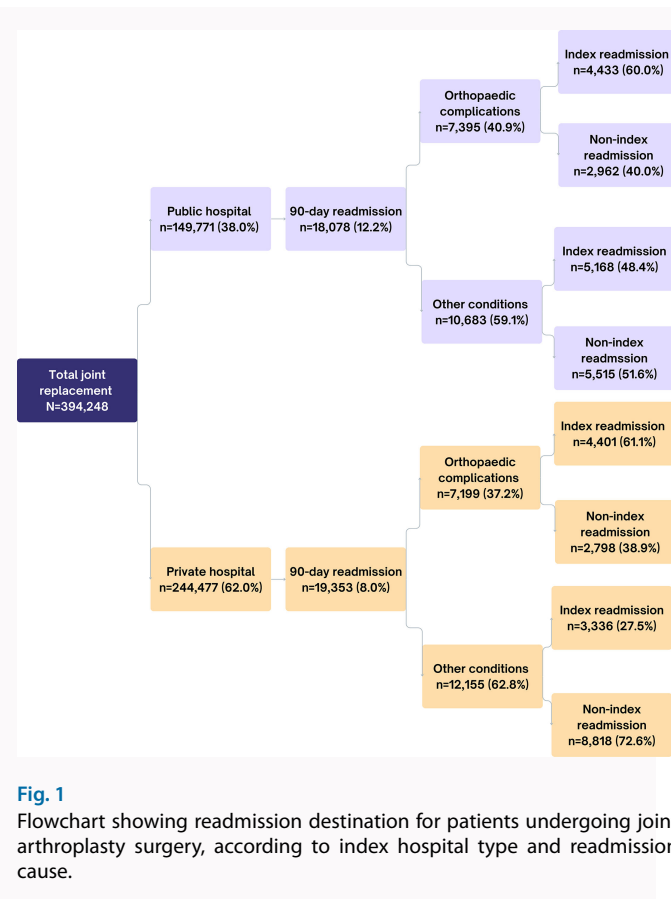 Index readmission
n=4,433 (60.0%)
Orthopaedic
complications
n=7,395 (40.9%)
Non-index
readmission
n=2,962 (40.0%)
Public hospital
n=149,771 (38.0%)
90-day readmission
n=18,078 (12.2%)
Index readmission
n=5,168 (48.4%)
Other conditions
n=10,683 (59.1%)
Non-index
readmssion
n=5,515 (51.6%)
Total joint
replacement
N=394,248
Index readmission
n=4,401 (61.1%)
Orthopaedic
complications
n=7,199 (37.2%)
Non-index
readmission
n=2,798 (38.9%)
Private hospital
n=244,477 (62.0%)
90-day readmission
n=19,353 (8.0%)
Index readmission
n=3,336 (27.5%)
Other conditions
n=12,155 (62.8%)
Non-index
readmission
n=8,818 (72.6%)
Fig. 1
Flowchart showing readmission destination for patients undergoing join
arthroplasty surgery, according to index hospital type and readmission
cause.